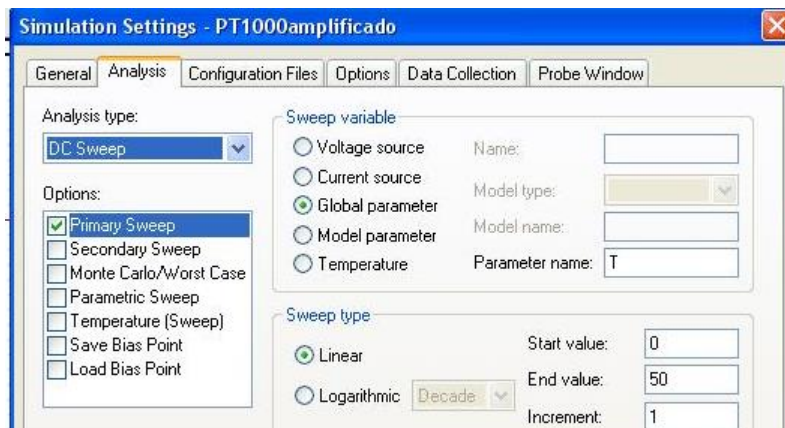 Simulation Settings - PT1000amplificado
General Analysis Configuration Files Options Data Collection Probe Window
Analysis type:
DC Sweep
Options:
Primary Sweep
Secondary Sweep
Monte Carlo/Worst Case
Parametric Sweep
Temperature (Sweep)
Save Bias Point
Load Bias Point
Sweep variable
Voltage source
Current source
Global parameter
Model parameter
Temperature
Name:
Model type:
Model name:
Parameter name: T
Sweep type
Linear
Logarithmic Decade
Start value: 0
End value: 50
Increment: 1